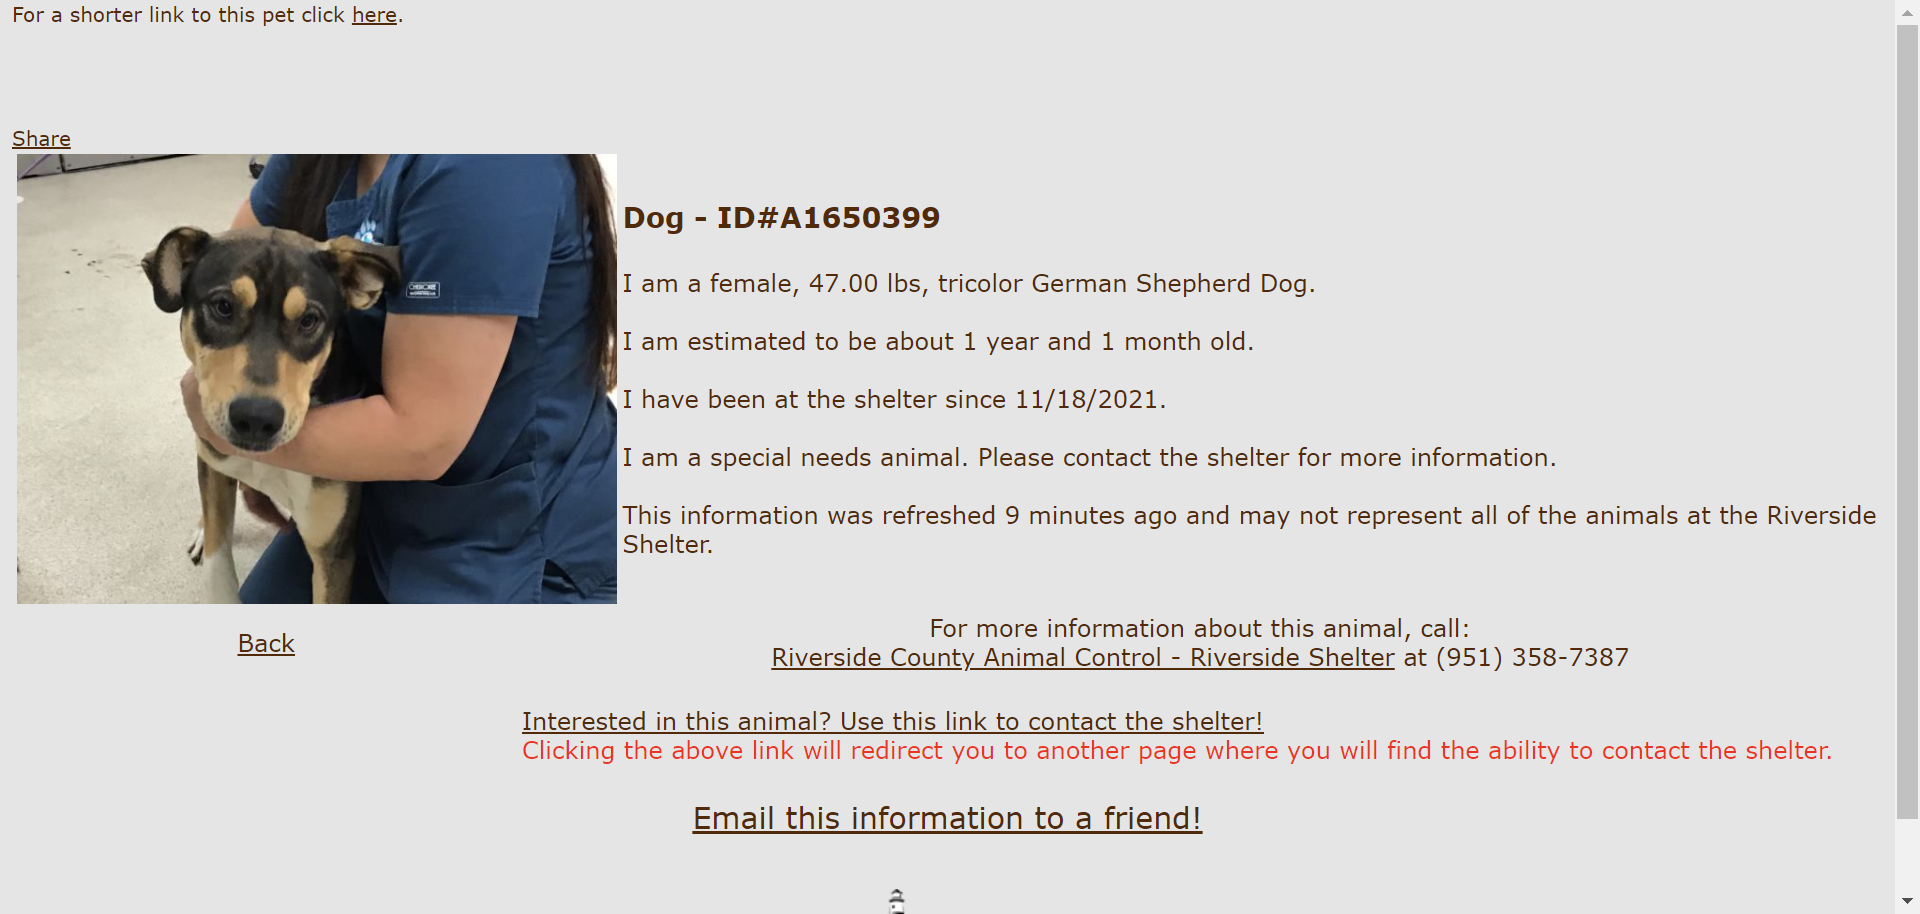 For a shorter link to this pet click here.
Share
CHEROKEE
Dog - ID#A1650399
I am a female, 47.00 lbs, tricolor German Shepherd Dog.
I am estimated to be about 1 year and 1 month old.
I have been at the shelter since 11/18/2021.
I am a special needs animal. Please contact the shelter for more information.
This information was refreshed 9 minutes ago and may not represent all of the animals at the Riverside
Shelter.
Back
For more information about this animal, call:
Riverside County Animal Control - Riverside Shelter at (951) 358-7387
Interested in this animal? Use this link to contact the shelter!
Clicking the above link will redirect you to another page where you will find the ability to contact the shelter.
Email this information to a friend!